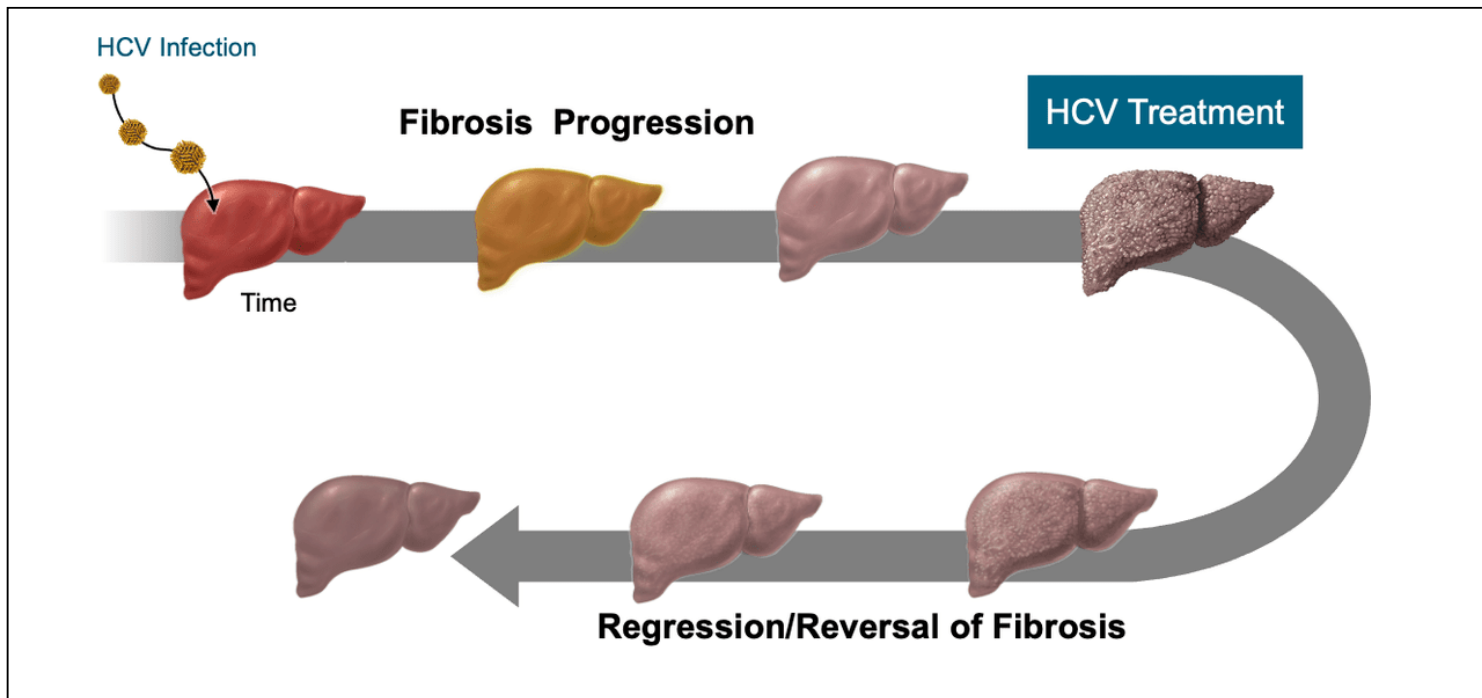 HCV Infection
Fibrosis Progression
HCV Treatment
Time
Regression/Reversal of Fibrosis